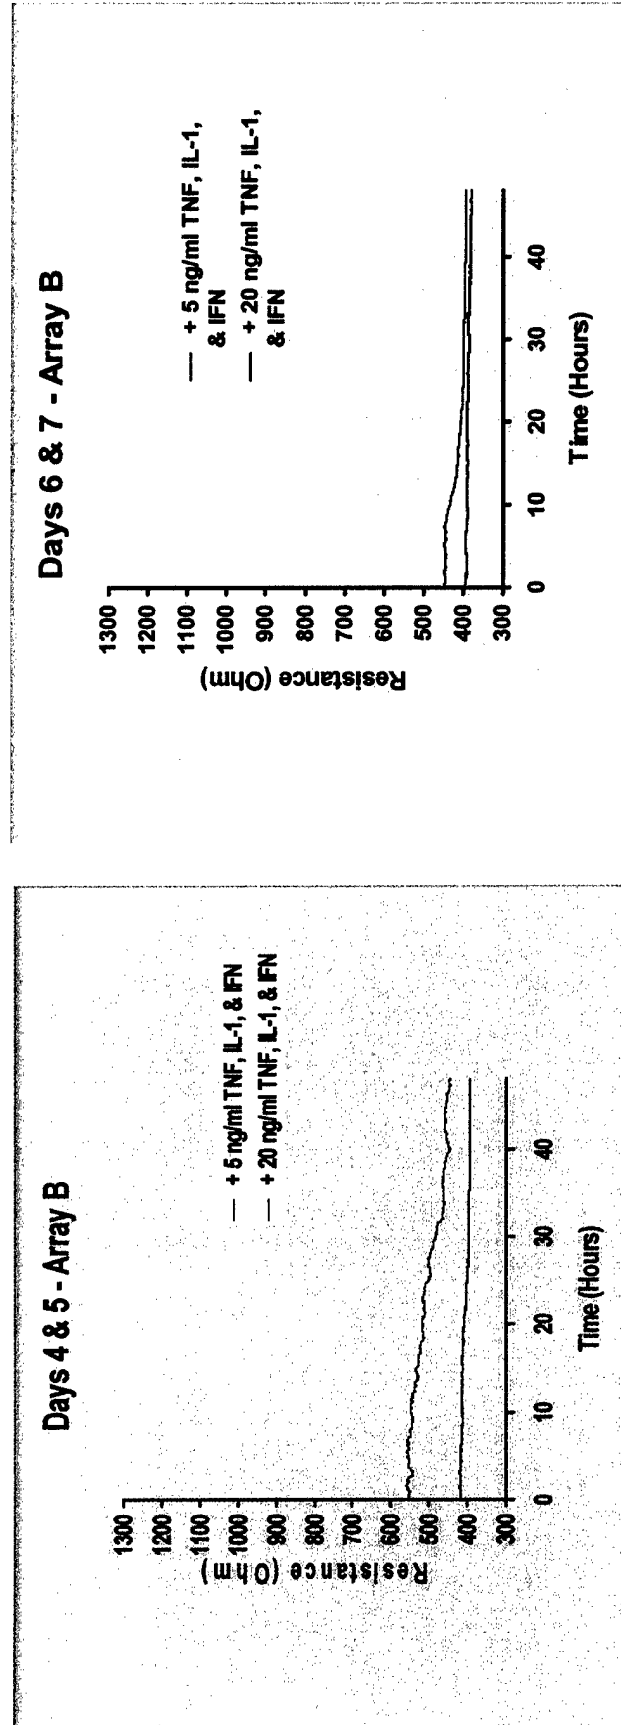 Days 4 & 5 - Array B
1300
1200
1100
1000
900
800
700
600
500
400
300
Resistance (Ohm)
— + 5 ng/ml TNF, IL-1, & IFN
— + 20 ng/ml TNF, IL-1, & IFN
0 10 20 30 40
Time (Hours)
Days 6 & 7 - Array B
1300
1200
1100
1000
900
800
700
600
500
400
300
Resistance (Ohm)
— + 5 ng/ml TNF, IL-1,
& IFN
— + 20 ng/ml TNF, IL-1,
& IFN
0 10 20 30 40
Time (Hours)